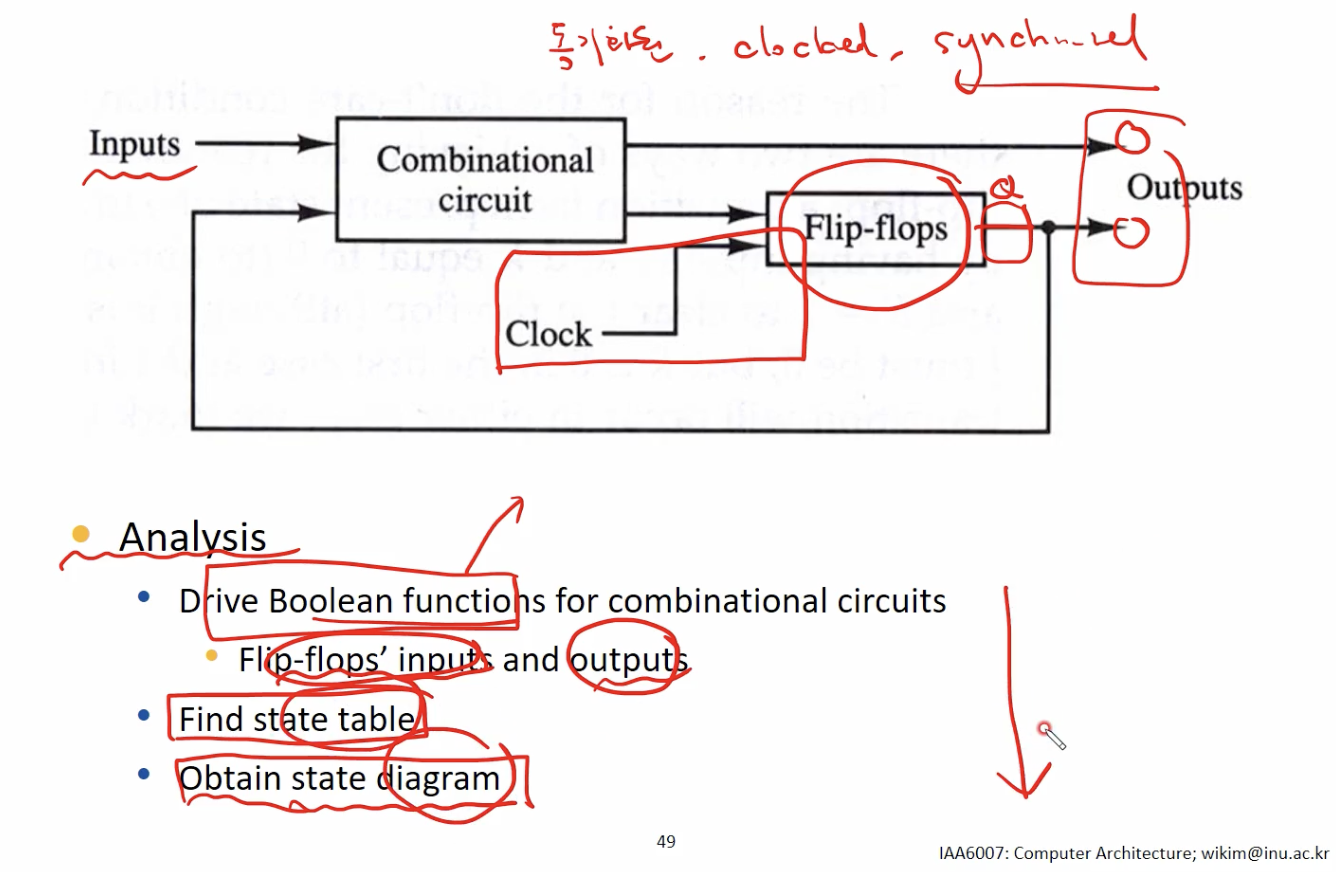 동기화된 . clocked, synchronized
Inputs
Combinational
circuit
Q
Outputs
Flip-flops
Clock
Analysis
Drive Boolean functions for combinational circuits
Flip-flops’ inputs and outputs
Find state table
Obtain state diagram
49
IAA6007: Computer Architecture; wikim@inu.ac.kr